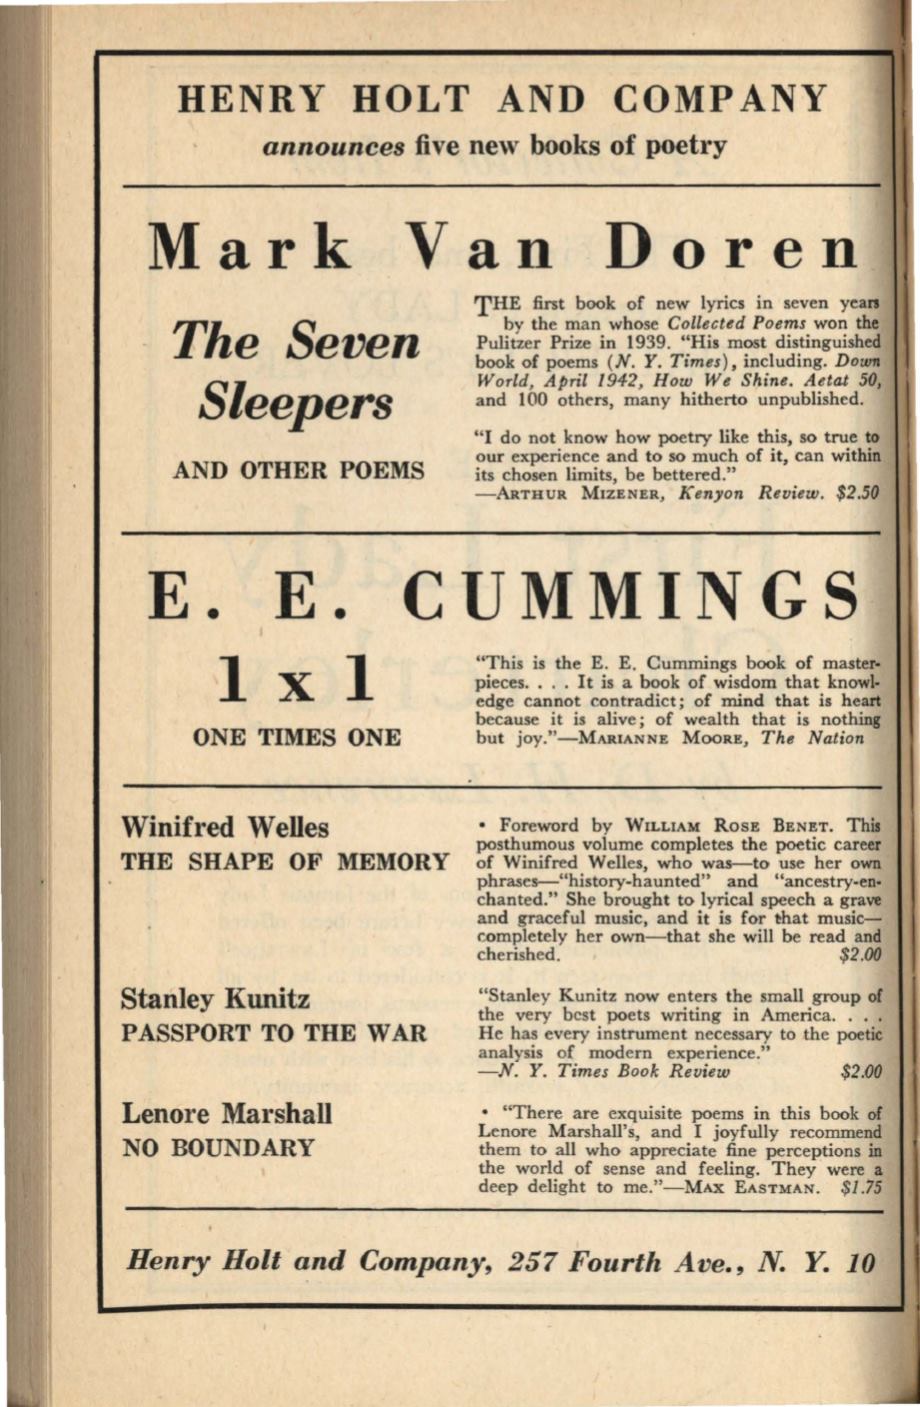 HENRY HOLT AND COMPANY
announces five new books of poetry
Mark Van Doren
The Seven
Sleepers
AND OTHER POEMS
THE first book of new lyrics in seven years
by the man whose Collected Poems won the
Pulitzer Prize in 1939. "His most distinguished
book of poems (N. Y. Times), including. Down
World, April 1942, How We Shine. Aetat 50,
and 100 others, many hitherto unpublished.
"I do not know how poetry like this, so true to
our experience and to so much of it, can within
its chosen limits, be bettered."
—ARTHUR MIZENER, Kenyon Review. $2.50
E. E. CUMMINGS
1 x 1
ONE TIMES ONE
"This is the E. E. Cummings book of master-
pieces. . . . It is a book of wisdom that knowl-
edge cannot contradict; of mind that is heart
because it is alive; of wealth that is nothing
but joy."—MARIANNE MOORE, The Nation
Winifred Welles
THE SHAPE OF MEMORY
• Foreword by WILLIAM ROSE BENET. This
posthumous volume completes the poetic career
of Winifred Welles, who was—to use her own
phrases—"history-haunted" and "ancestry-en-
chanted." She brought to lyrical speech a grave
and graceful music, and it is for that music—
completely her own—that she will be read and
cherished. $2.00
Stanley Kunitz
PASSPORT TO THE WAR
"Stanley Kunitz now enters the small group of
the very best poets writing in America. . . .
He has every instrument necessary to the poetic
analysis of modern experience."
—N. Y. Times Book Review $2.00
Lenore Marshall
NO BOUNDARY
• "There are exquisite poems in this book of
Lenore Marshall's, and I joyfully recommend
them to all who appreciate fine perceptions in
the world of sense and feeling. They were a
deep delight to me."—MAX EASTMAN. $1.75
Henry Holt and Company, 257 Fourth Ave., N. Y. 10